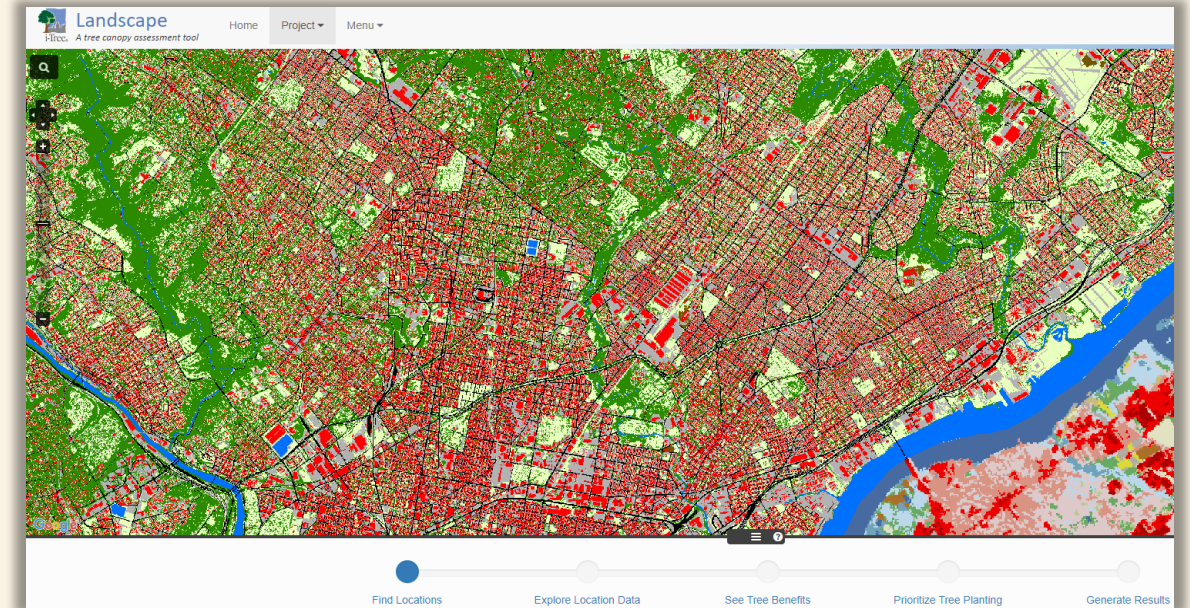 Landscape
i-Tree. A tree canopy assessment tool
Home Project Menu
Google
Find Locations Explore Location Data See Tree Benefits Prioritize Tree Planting Generate Results